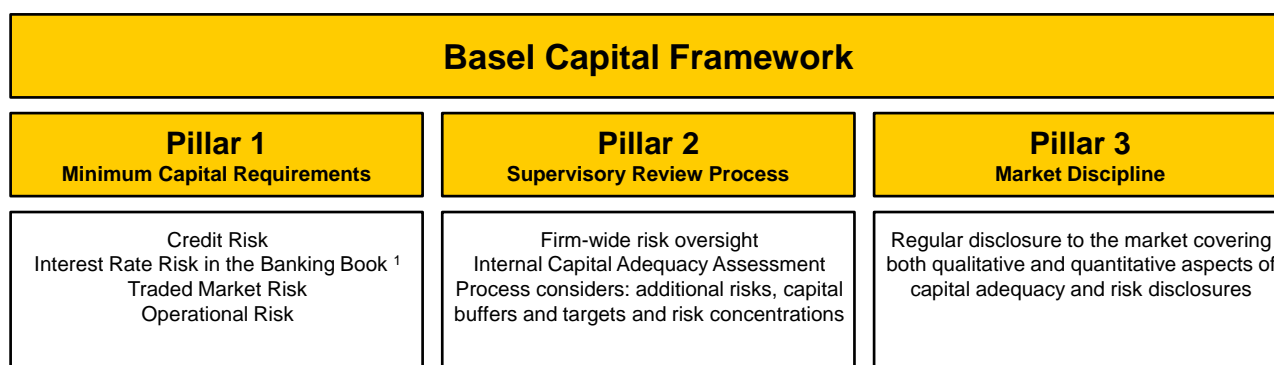 Basel Capital Framework
Pillar 1
Minimum Capital Requirements
Pillar 2
Supervisory Review Process
Pillar 3
Market Discipline
Credit Risk
Interest Rate Risk in the Banking Book ¹
Traded Market Risk
Operational Risk
Firm-wide risk oversight
Internal Capital Adequacy Assessment
Process considers: additional risks, capital
buffers and targets and risk concentrations
Regular disclosure to the market covering
both qualitative and quantitative aspects of
capital adequacy and risk disclosures